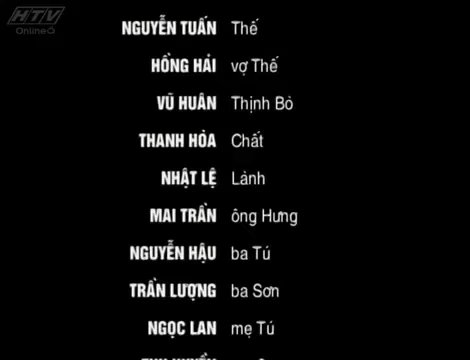 HTV
Online
NGUYỄN TUẤN Thế
HỒNG HẢI vợ Thế
VŨ HUÂN Thịnh Bò
THANH HÒA Chất
NHẬT LỆ Lành
MAI TRẦN ông Hưng
NGUYỄN HẬU ba Tú
TRẦN LƯỢNG ba Sơn
NGỌC LAN mẹ Tú